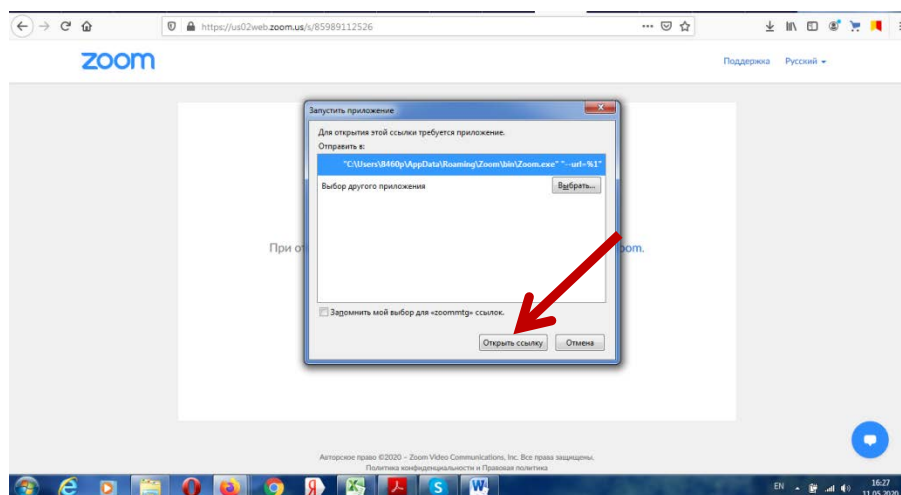 https://us02web.zoom.us/s/85989112526
zoom
Поддержка Русский
Запустить приложение
Для открытия этой ссылки требуется приложение.
Отправить в:
"C:\Users\8460p\AppData\Roaming\Zoom\bin\Zoom.exe" "--url=%1"
Выбор другого приложения
Выбрать...
При
oom.
Запомнить мой выбор для «zoommtg» ссылок.
Открыть ссылку Отмена
Авторское право ©2020 - Zoom Video Communications, Inc. Все права защищены.
Политика конфиденциальности и Правовая политика
EN
16:27
11.05.2020